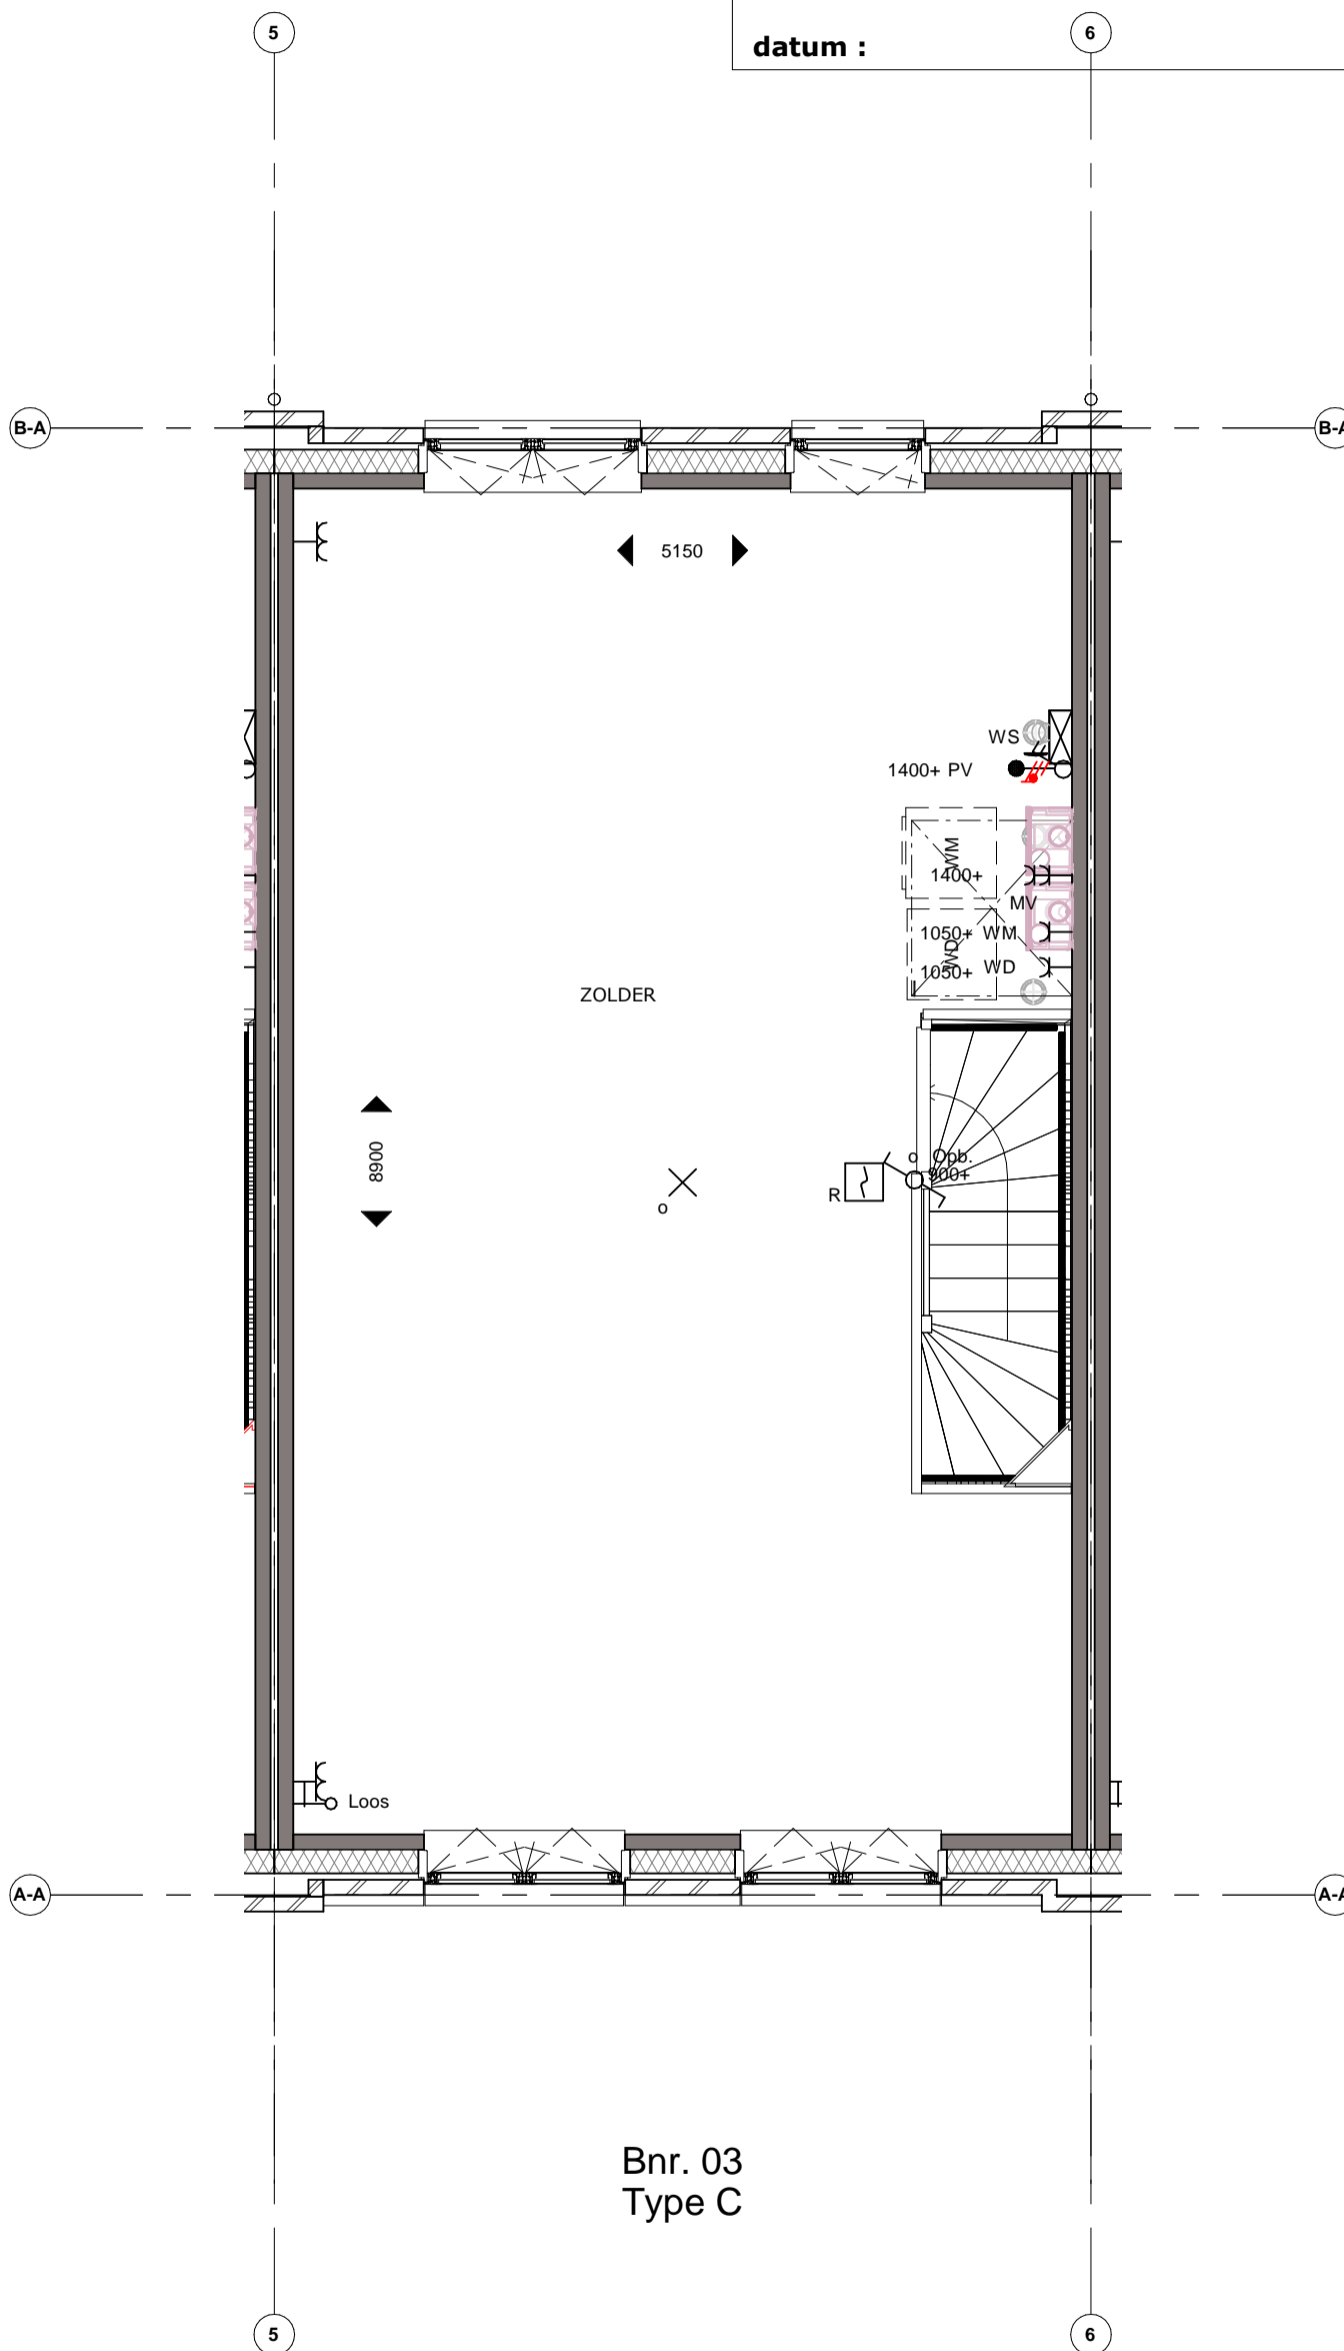 5
6
datum :
B-A
B-A
5150
WS
1400+ PV
WM
1400+
MV
1050+ WM
WD
1050+ WD
ZOLDER
8900
o Opb.
900+
R
o
Loos
A-A
A-A
Bnr. 03
Type C
5
6